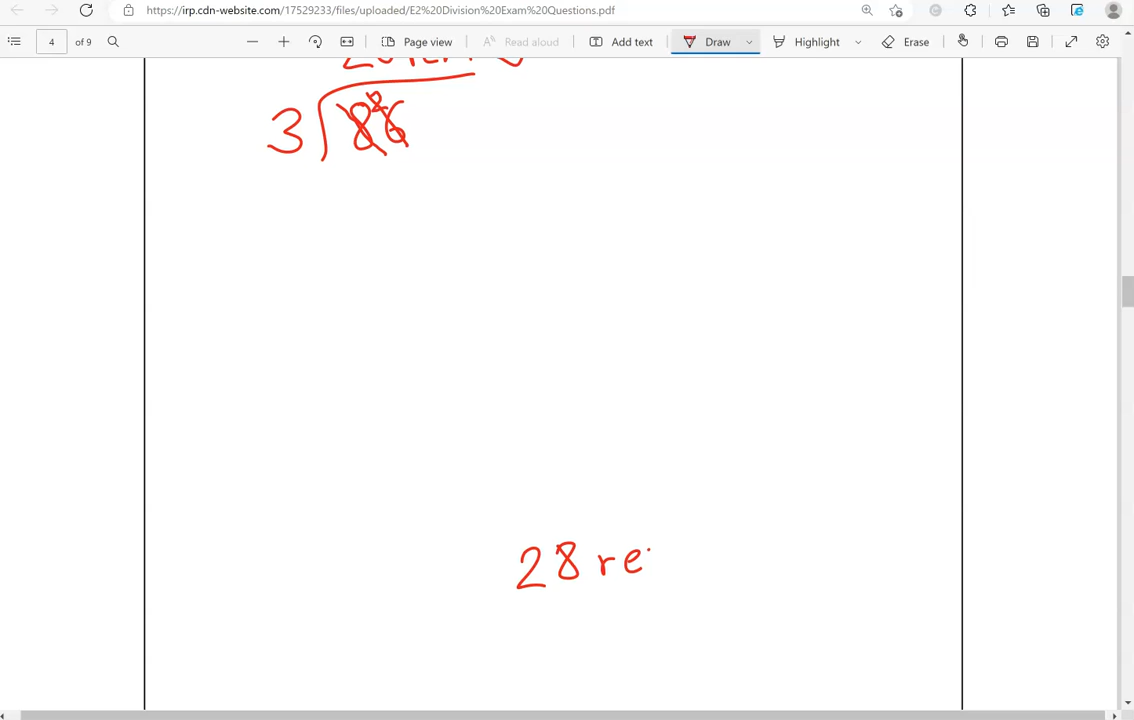 https://irp.cdn-website.com/17529233/files/uploaded/E2%20Division%20Exam%20Questions.pdf
4 of 9 Page view Read aloud Add text Draw Highlight Erase
3 86
2
28 re